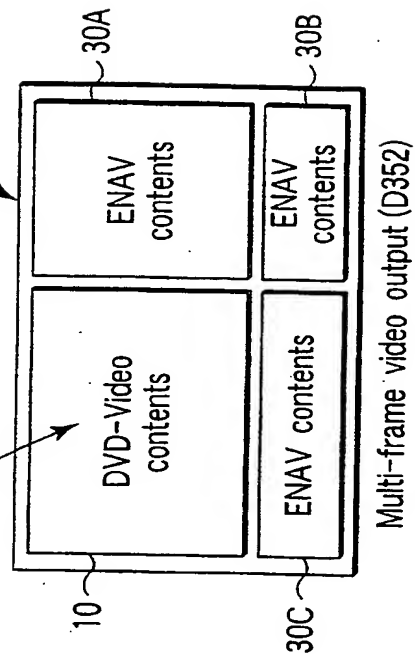 10
DVD-Video
contents
ENAV
contents
30A
30C
ENAV contents
ENAV
contents
30B
Multi-frame video output (D352)